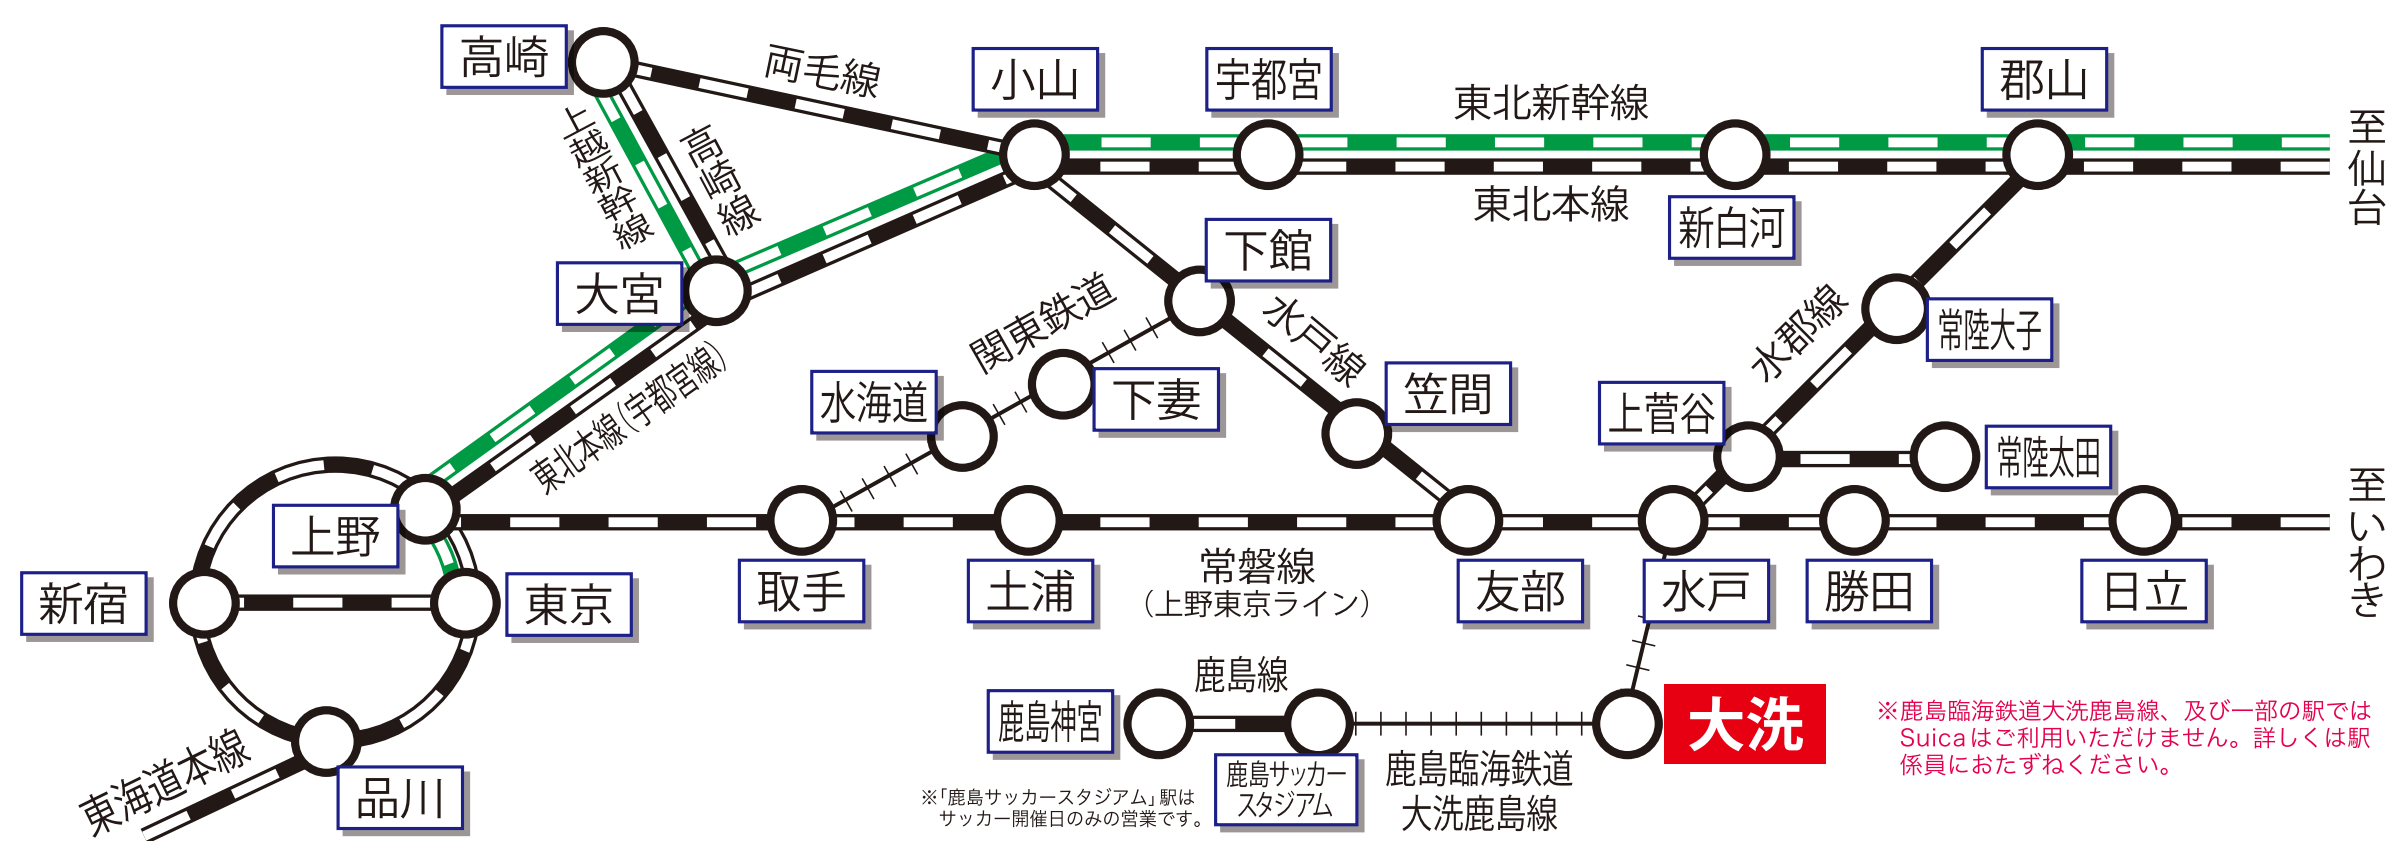 高崎
両毛線
小山
宇都宮
東北新幹線
郡山
至仙台
上越新幹線
高崎線
東北本線
新白河
大宮
下館
関東鉄道
水戸線
水郡線
常陸大子
東北本線(宇都宮線)
水海道
下妻
笠間
上菅谷
常陸太田
至いわき
上野
新宿
東京
取手
土浦
常磐線
(上野東京ライン)
友部
水戸
勝田
日立
鹿島線
鹿島神宮
鹿島サッカー
スタジアム
鹿島臨海鉄道
大洗鹿島線
大洗
※鹿島臨海鉄道大洗鹿島線、及び一部の駅では
Suicaはご利用いただけません。詳しくは駅
係員におたずねください。
東海道本線
品川
※「鹿島サッカースタジアム」駅は
サッカー開催日のみの営業です。